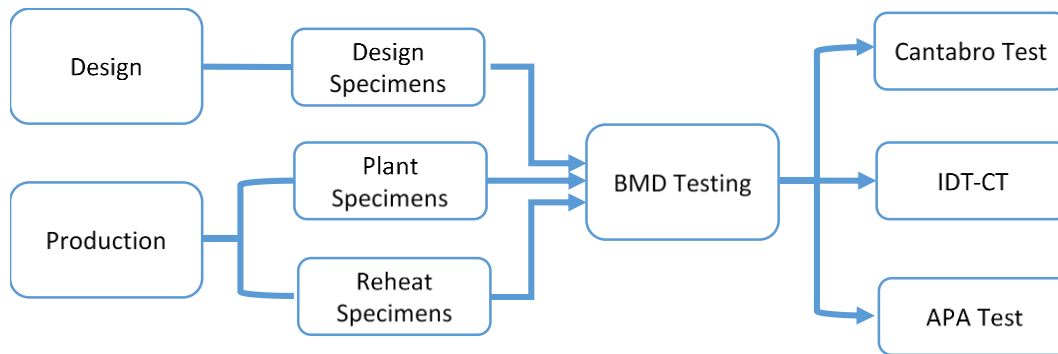 Design
Design
Specimens
Production
Plant
Specimens
Reheat
Specimens
BMD Testing
Cantabro Test
IDT-CT
APA Test